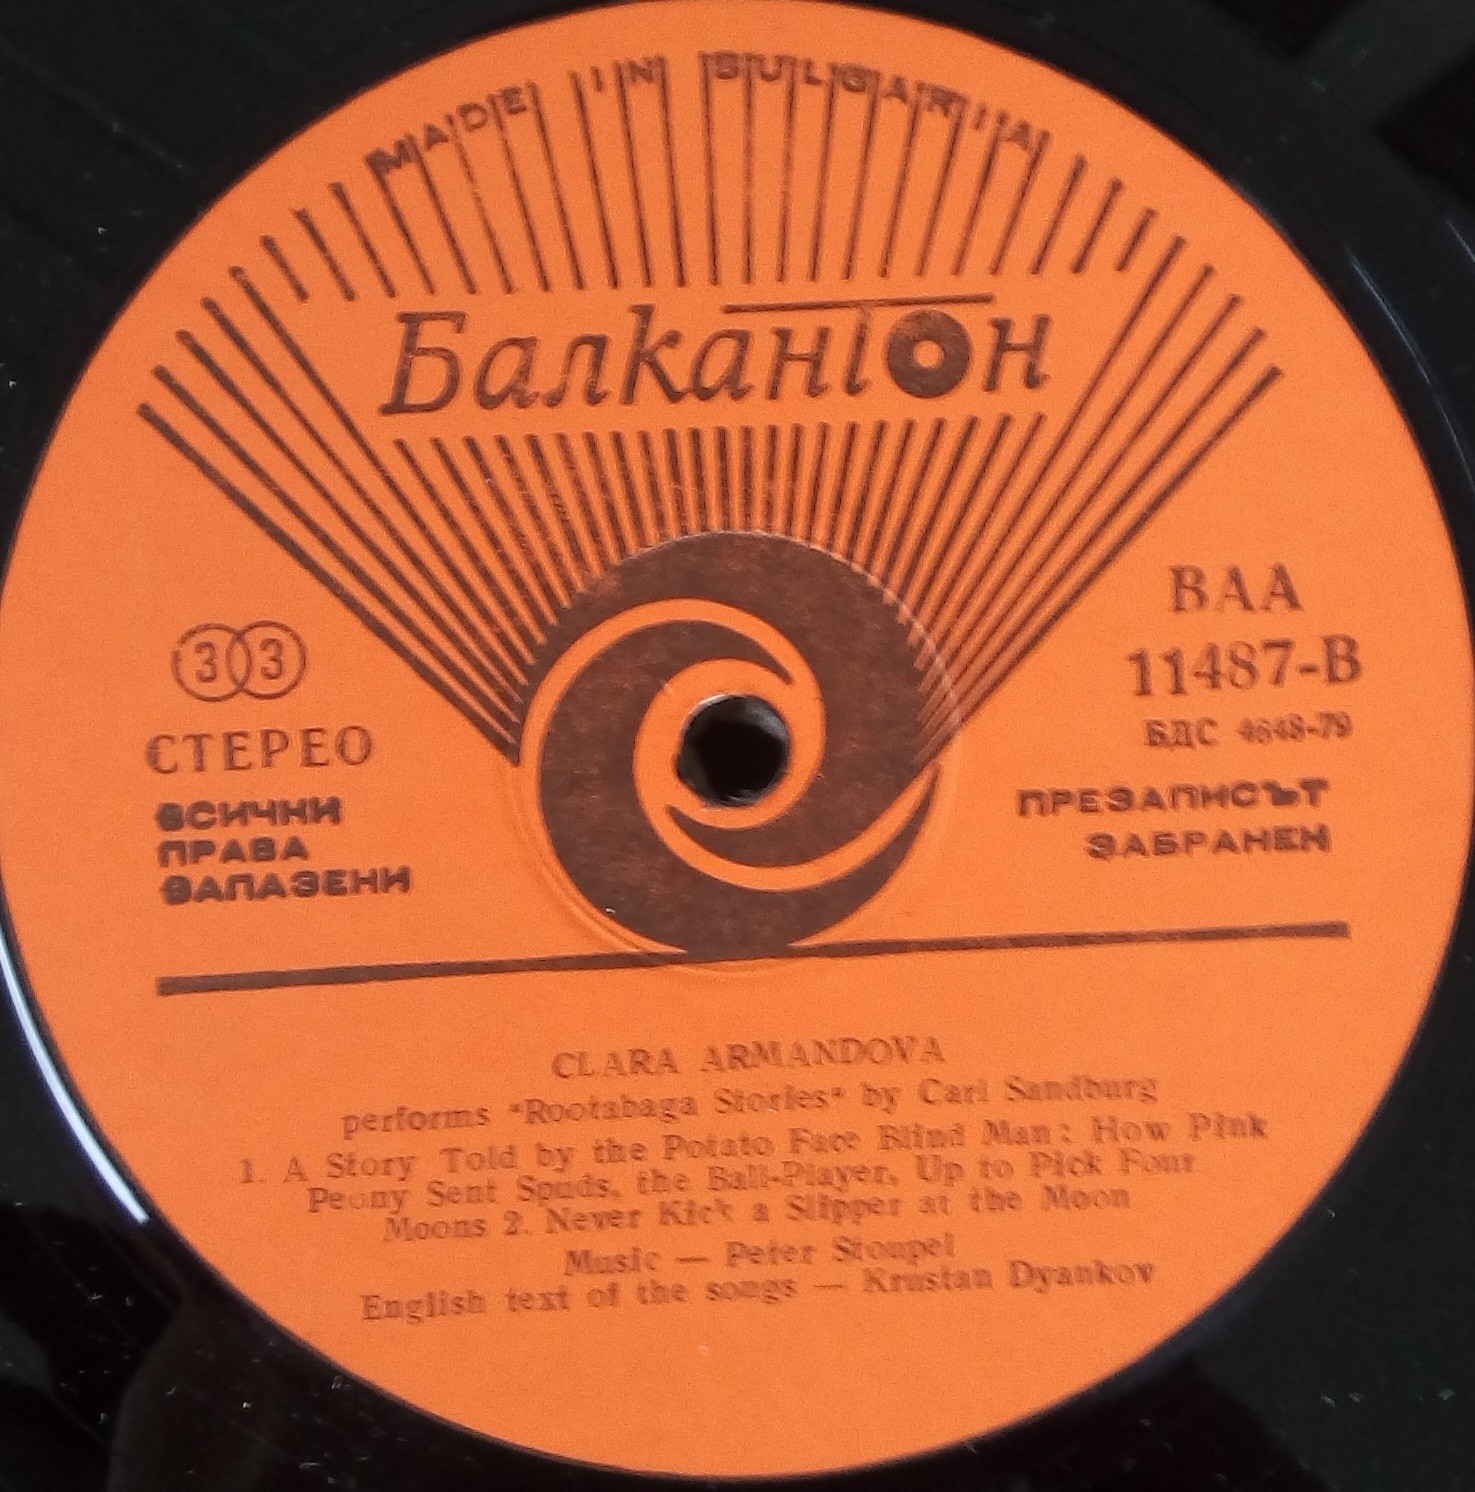 MADE IN BULGARIA
Балкантон
33
СТЕРЕО
ВСИЧКИ
ПРАВА
ЗАПАЗЕНИ
ВАА
11487-В
БДС 4648-79
ПРЕЗАПИСЪТ
ЗАБРАНЕН
CLARA ARMANDOVA
performs "Rootabaga Stories" by Carl Sandburg
1. A Story Told by the Potato Face Blind Man: How Pink
Peony Sent Spuds, the Ball-Player, Up to Pick Four
Moons 2. Never Kick a Slipper at the Moon
Music — Peter Stoupel
English text of the songs — Krustan Dyankov